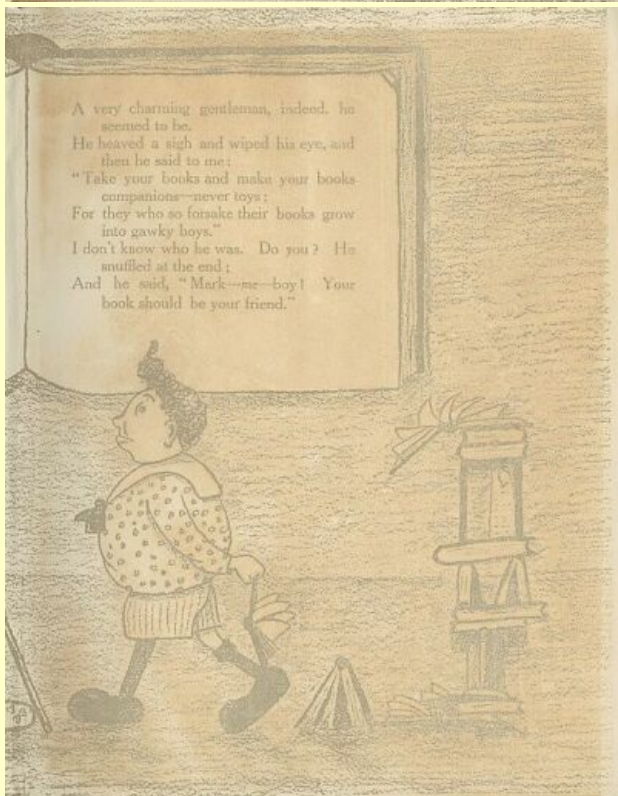 A very charming gentleman, indeed, he
seemed to be.
He heaved a sigh and wiped his eye, and
then he said to me:
"Take your books and make your books
companions—never toys;
For they who so forsake their books grow
into gawky boys."
I don't know who he was. Do you? He
snuffled at the end;
And he said, "Mark—me—boy! Your
book should be your friend."